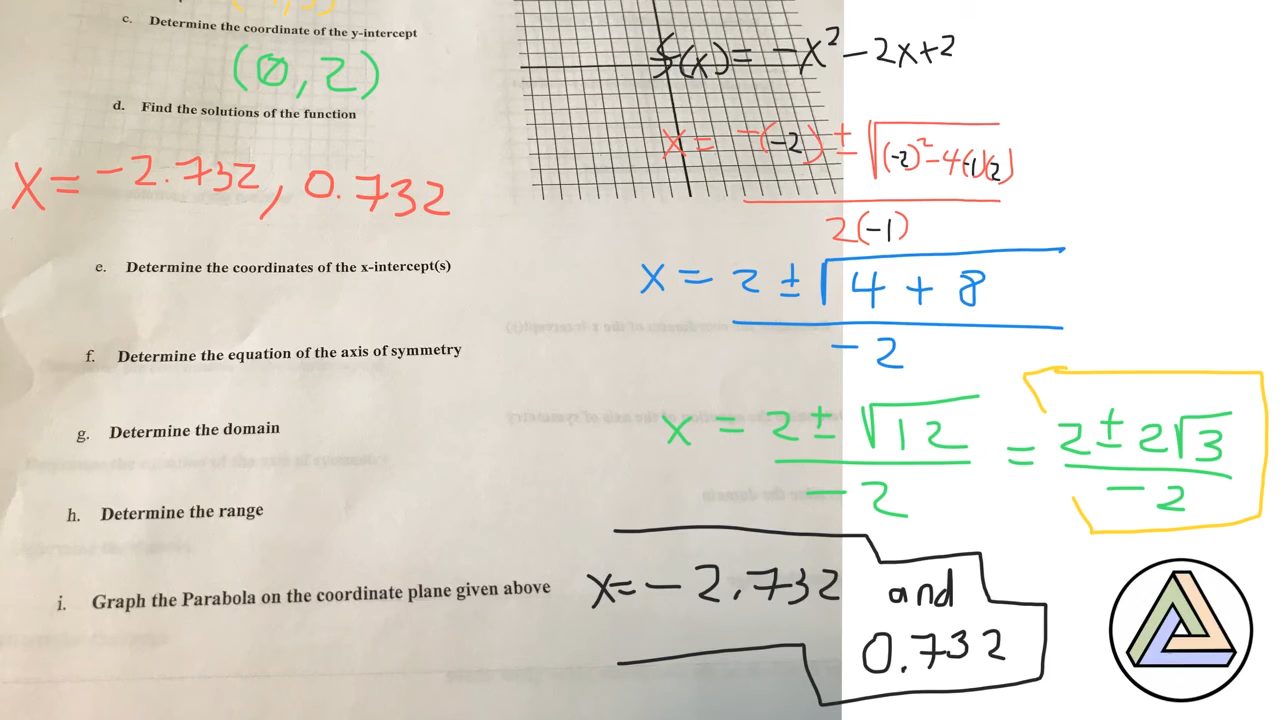 c. Determine the coordinate of the y-intercept
(0, 2)
d. Find the solutions of the function
X = -2.732, 0.732
e. Determine the coordinates of the x-intercept(s)
f. Determine the equation of the axis of symmetry
g. Determine the domain
h. Determine the range
i. Graph the Parabola on the coordinate plane given above
f(x) = -x² - 2x + 2
x = -(-2) ± √(-2)² - 4(-1)(2)
2(-1)
x = 2 ± √4 + 8
-2
x = 2 ± √12 = 2 ± 2√3
-2 -2
x = -2.732 and
0.732